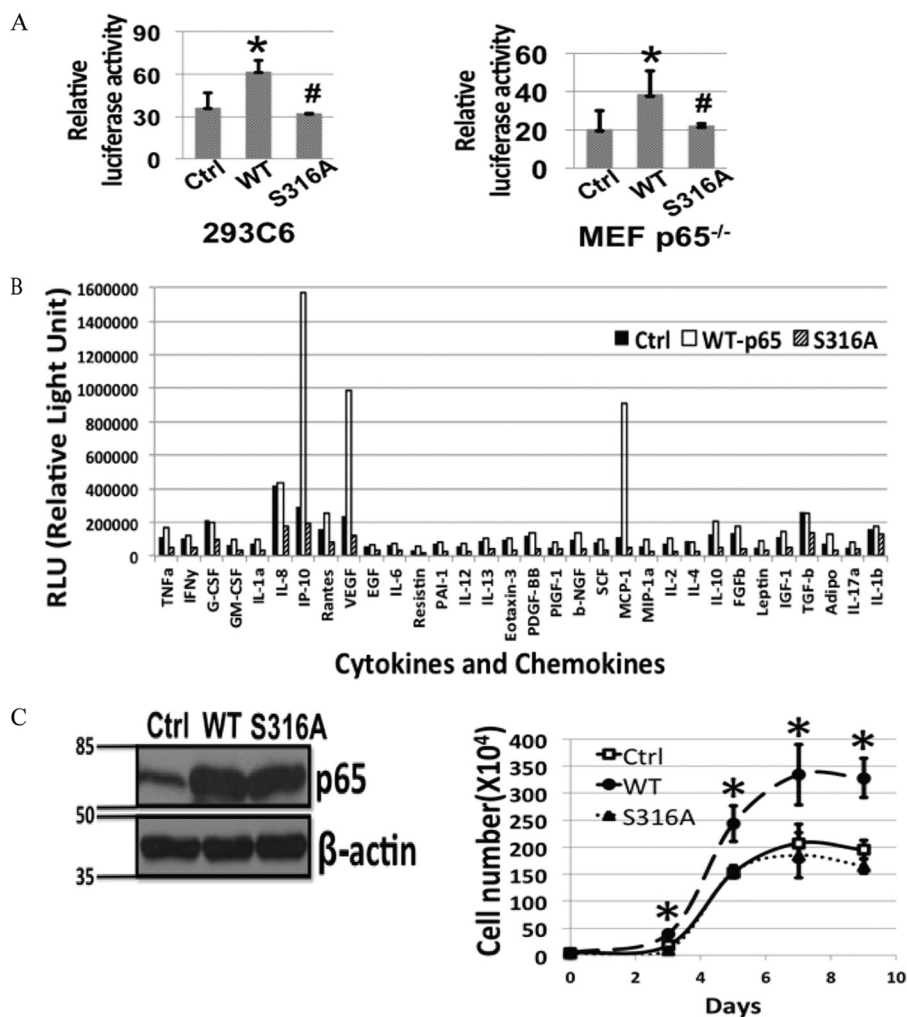 A
Relative luciferase activity
90
60
30
0
*
#
Ctrl
WT
S316A
293C6
Relative luciferase activity
60
40
20
0
*
#
Ctrl
WT
S316A
MEF p65-/-
B
RLU (Relative Light Unit)
1600000
1400000
1200000
1000000
800000
600000
400000
200000
0
Ctrl WT-p65 S316A
TNFa
IFNy
G-CSF
GM-CSF
IL-1a
IL-8
IP-10
Rantes
VEGF
EGF
IL-6
Resistin
PAI-1
IL-12
IL-13
Eotaxin-3
PDGF-BB
PIGF-1
b-NGF
SCF
MCP-1
MIP-1a
IL-2
IL-4
IL-10
FGFb
Leptin
IGF-1
TGF-b
Adipo
IL-17a
IL-1b
Cytokines and Chemokines
C
Ctrl WT S316A
85
50
35
p65
β-actin
Cell number(X10⁴)
400
350
300
250
200
150
100
50
0
Ctrl
WT
S316A
*
*
*
*
0 2 4 6 8 10
Days